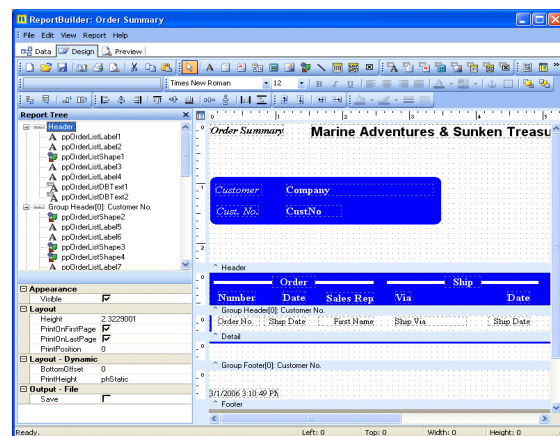 ReportBuilder: Order Summary
File Edit View Report Help
Data Design Preview
Times New Roman 12 B I U
Report Tree
Header
ppOrderListLabel1
ppOrderListLabel2
ppOrderListShape1
ppOrderListLabel3
ppOrderListLabel4
ppOrderListDBText1
ppOrderListDBText2
Group Header[0]: Customer No.
ppOrderListShape2
ppOrderListLabel5
ppOrderListLabel6
ppOrderListShape3
ppOrderListShape4
ppOrderListLabel7
Appearance
Visible
Layout
Height 2.3229001
PrintOnFirstPage
PrintOnLastPage
PrintPosition 0
Layout - Dynamic
BottomOffset 0
PrintHeight phStatic
Output - File
Save
Order Summary Marine Adventures & Sunken Treasu
Customer Company
Cust. No. CustNo
Header
Order Ship
Number Date Sales Rep Via Date
Group Header[0]: Customer No.
Order No. Ship Date First Name Ship Via Ship Date
Detail
Group Footer[0]: Customer No.
3/1/2006 3:10:49 PM
Footer
Ready. Left: 0 Top: 0 Width: 0 Height: 0